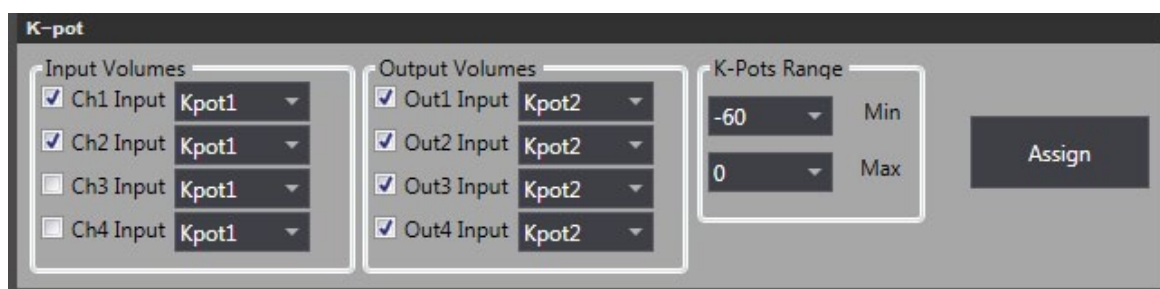 K-pot
Input Volumes
Ch1 Input Kpot1
Ch2 Input Kpot1
Ch3 Input Kpot1
Ch4 Input Kpot1
Output Volumes
Out1 Input Kpot2
Out2 Input Kpot2
Out3 Input Kpot2
Out4 Input Kpot2
K-Pots Range
-60 Min
0 Max
Assign